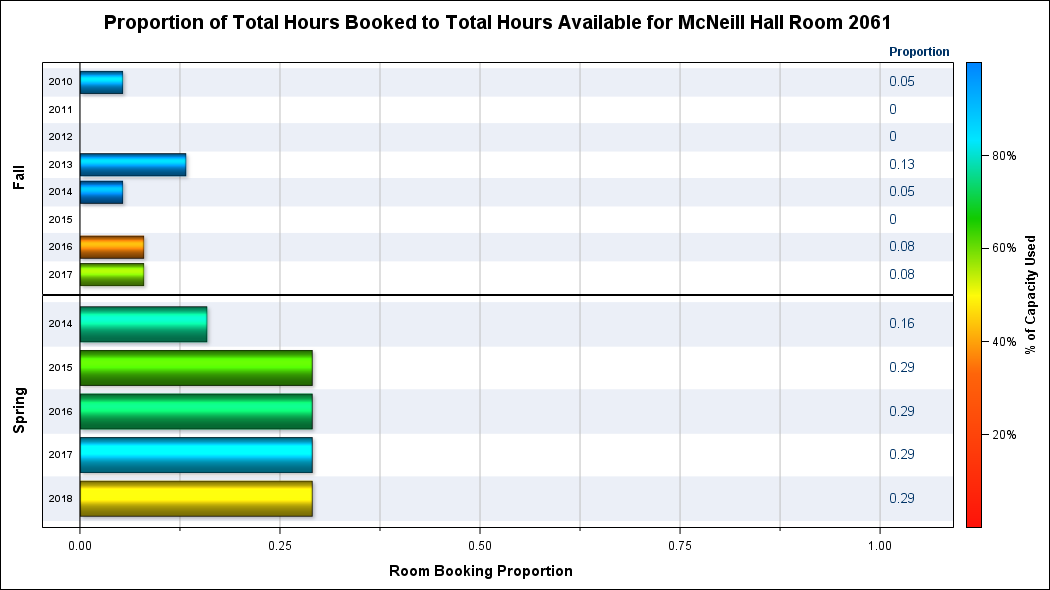 Proportion of Total Hours Booked to Total Hours Available for McNeill Hall Room 2061
Proportion
Fall
2010 0.05
2011 0
2012 0
2013 0.13
2014 0.05
2015 0
2016 0.08
2017 0.08
Spring
2014 0.16
2015 0.29
2016 0.29
2017 0.29
2018 0.29
0.00 0.25 0.50 0.75 1.00
Room Booking Proportion
80%
60%
40%
20%
% of Capacity Used